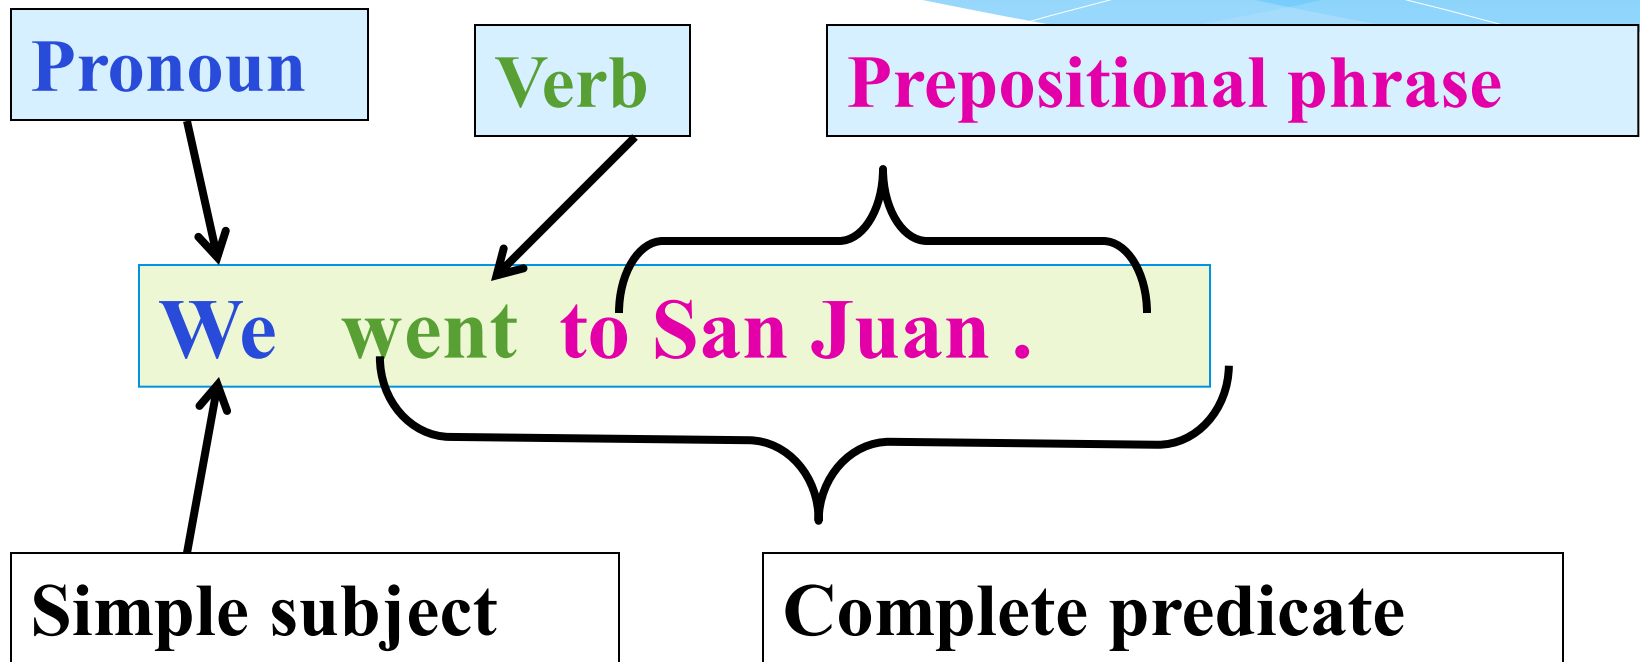 Pronoun
Verb
Prepositional phrase
We went to San Juan .
Simple subject
Complete predicate